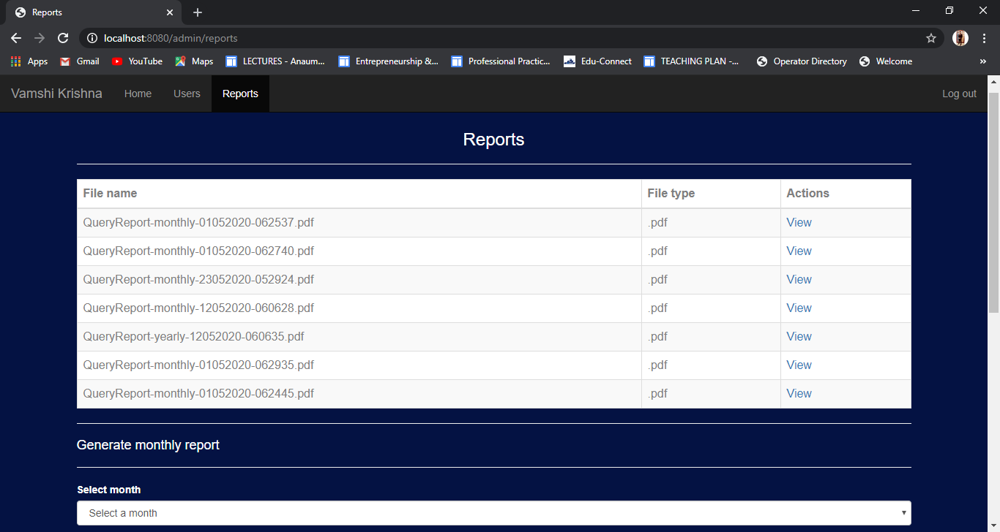 Reports
localhost:8080/admin/reports
Apps Gmail YouTube Maps LECTURES - Anaum... Entrepreneurship &... Professional Practic... Edu-Connect TEACHING PLAN -... Operator Directory Welcome »
Vamshi Krishna Home Users Reports Log out
Reports
File name File type Actions
QueryReport-monthly-01052020-062537.pdf .pdf View
QueryReport-monthly-01052020-062740.pdf .pdf View
QueryReport-monthly-23052020-052924.pdf .pdf View
QueryReport-monthly-12052020-060628.pdf .pdf View
QueryReport-yearly-12052020-060635.pdf .pdf View
QueryReport-monthly-01052020-062935.pdf .pdf View
QueryReport-monthly-01052020-062445.pdf .pdf View
Generate monthly report
Select month
Select a month